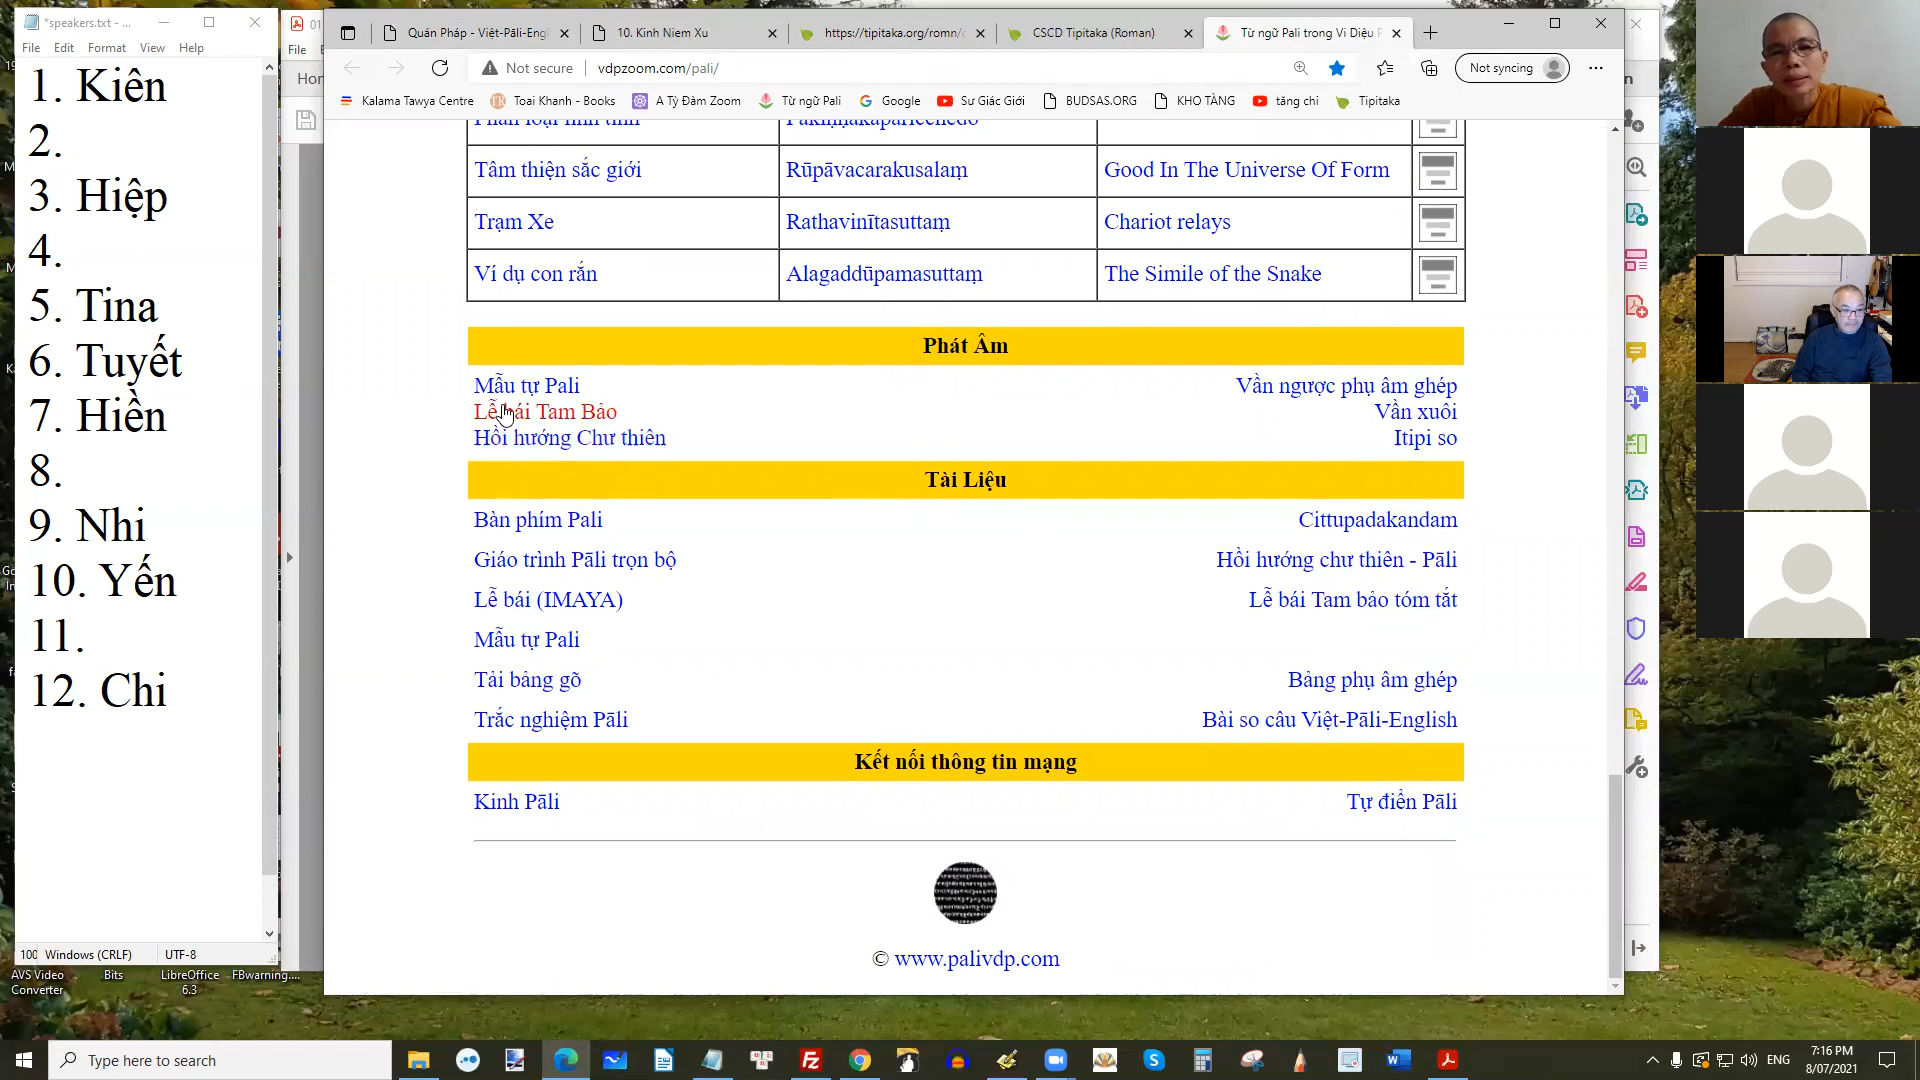 *speakers.txt - ...
File Edit Format View Help
1. Kiên
2.
3. Hiệp
4.
5. Tina
6. Tuyết
7. Hiền
8.
9. Nhi
10. Yến
11.
12. Chi
100 Windows (CRLF) UTF-8
AVS Video Converter
Bits
LibreOffice 6.3
FBwarning....
File
Quán Pháp - Việt-Pāli-Engl
10. Kinh Niem Xu
https://tipitaka.org/romn/c
CSCD Tipitaka (Roman)
Từ ngữ Pali trong Vi Diệu P
Not secure vdpzoom.com/pali/
Not syncing
Kalama Tawya Centre
Toai Khanh - Books
A Tỳ Đàm Zoom
Từ ngữ Pali
Google
Sư Giác Giới
BUDSAS.ORG
KHO TÀNG
tăng chi
Tipitaka
Tâm thiện sắc giới Rūpāvacarakusalaṃ Good In The Universe Of Form
Trạm Xe Rathavinītasuttaṃ Chariot relays
Ví dụ con rắn Alagaddūpamasuttaṃ The Simile of the Snake
Phát Âm
Mẫu tự Pali Vần ngược phụ âm ghép
Lễ bái Tam Bảo Vần xuôi
Hồi hướng Chư thiên Itipi so
Tài Liệu
Bàn phím Pali Cittupadakandam
Giáo trình Pāli trọn bộ Hồi hướng chư thiên - Pāli
Lễ bái (IMAYA) Lễ bái Tam bảo tóm tắt
Mẫu tự Pali
Tải bảng gõ Bảng phụ âm ghép
Trắc nghiệm Pāli Bài so câu Việt-Pāli-English
Kết nối thông tin mạng
Kinh Pāli Tự điển Pāli
© www.palivdp.com
Type here to search
ENG
7:16 PM
8/07/2021